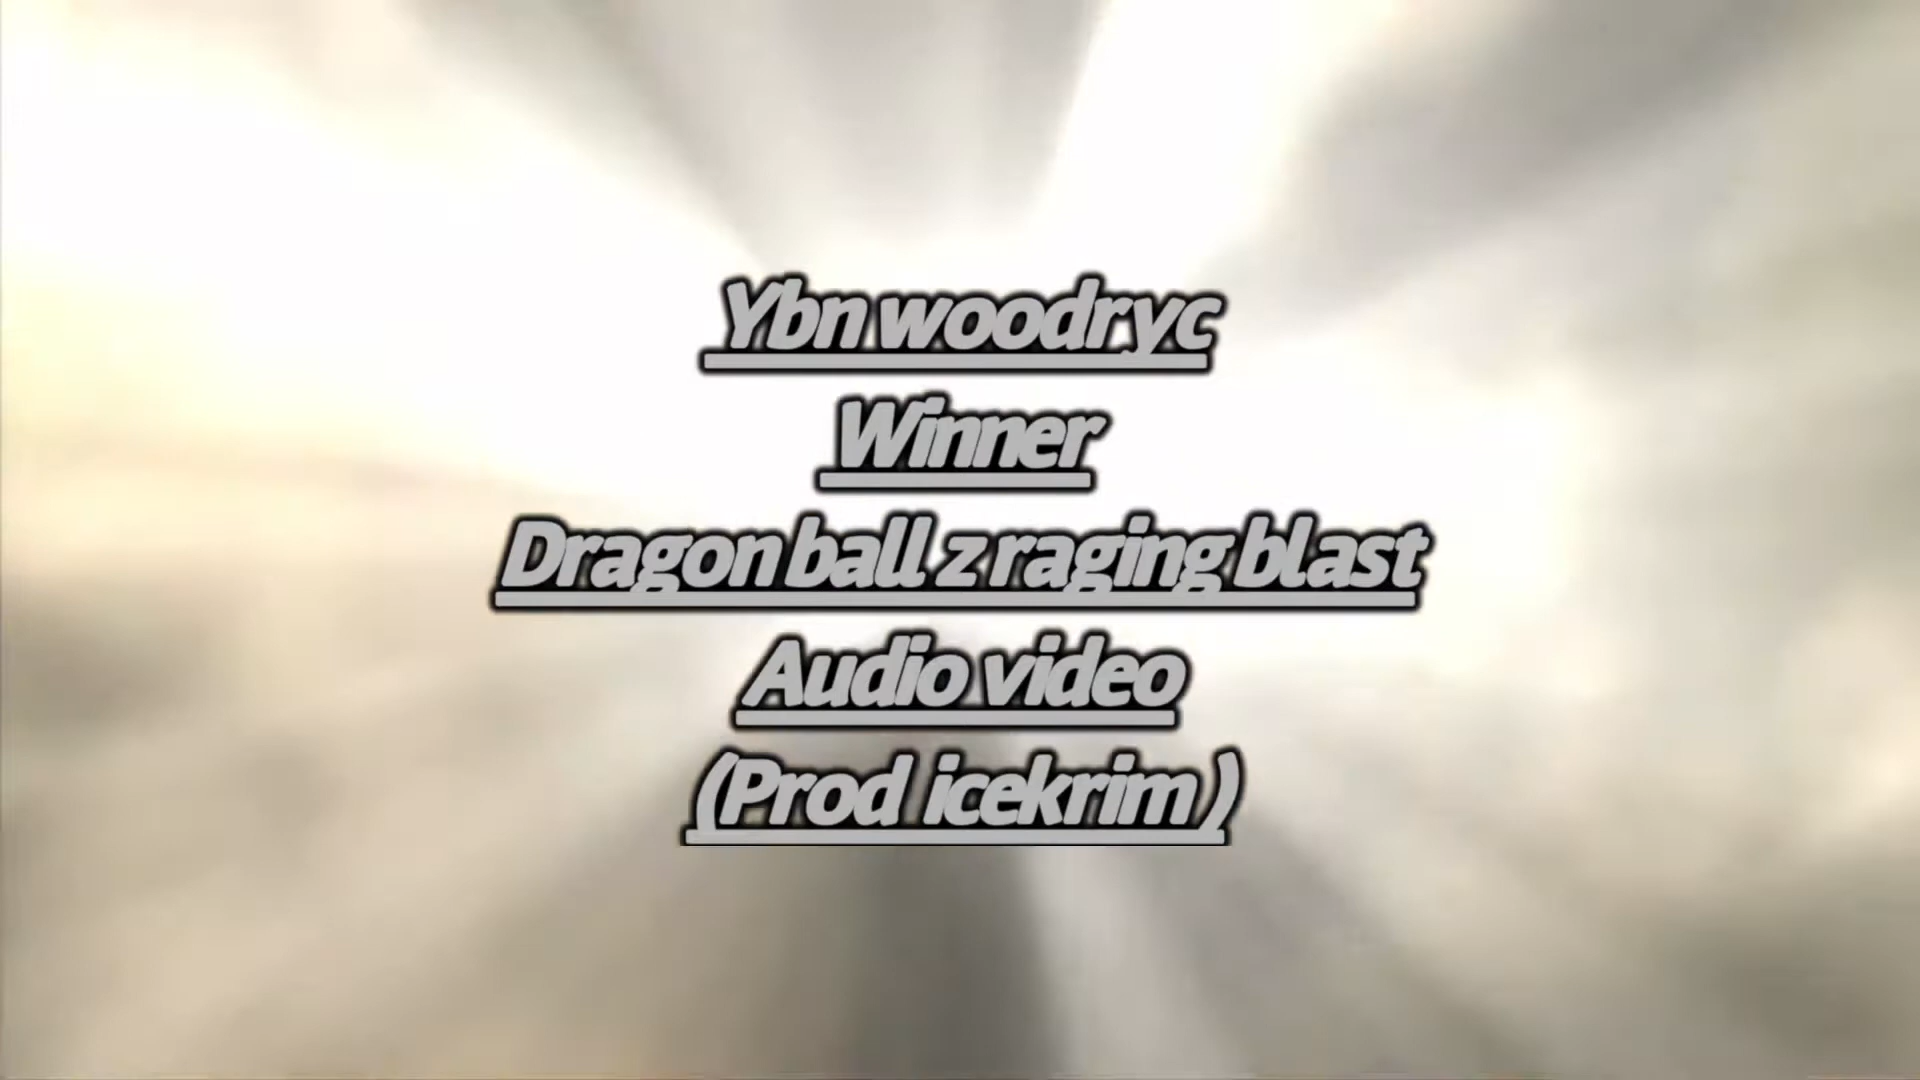 Ybn woodryc
Winner
Dragon ball z raging blast
Audio video
(Prod icekrim )